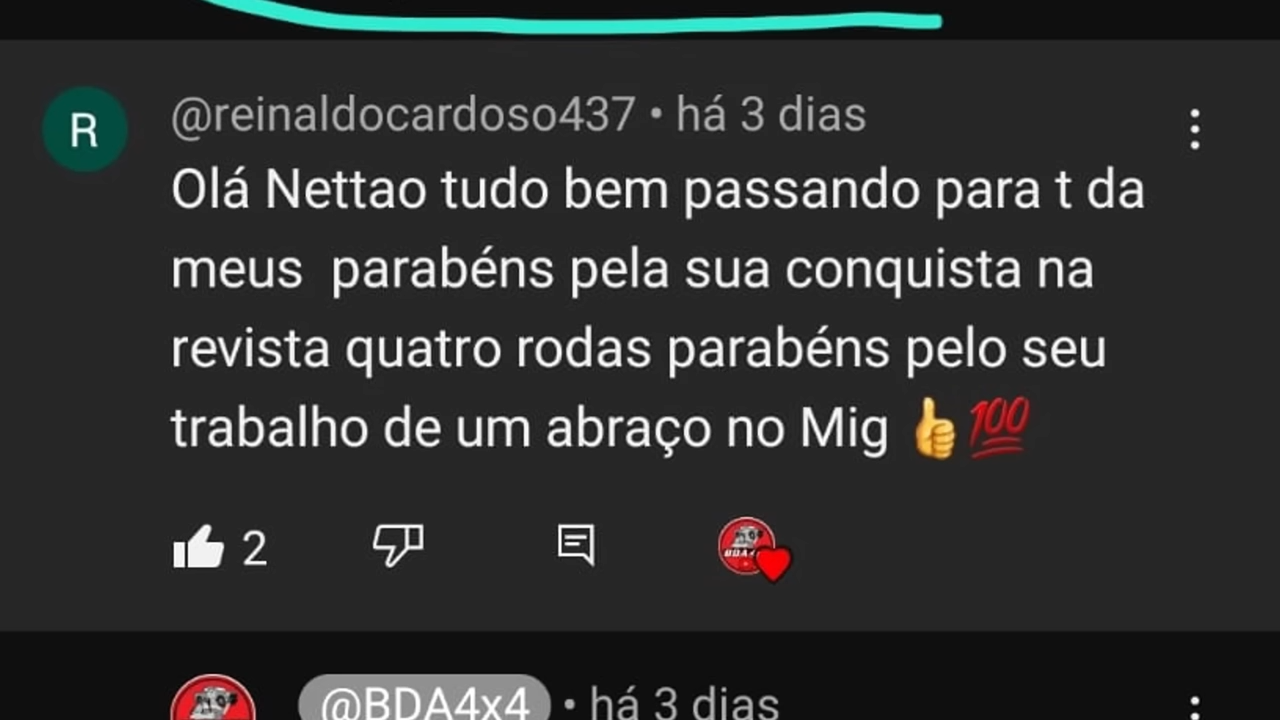 R
@reinaldocardoso437 • há 3 dias
Olá Nettao tudo bem passando para t da
meus  parabéns pela sua conquista na
revista quatro rodas parabéns pelo seu
trabalho de um abraço no Mig 👍💯
2
BDA4x4
@BDA4x4 • há 3 dias